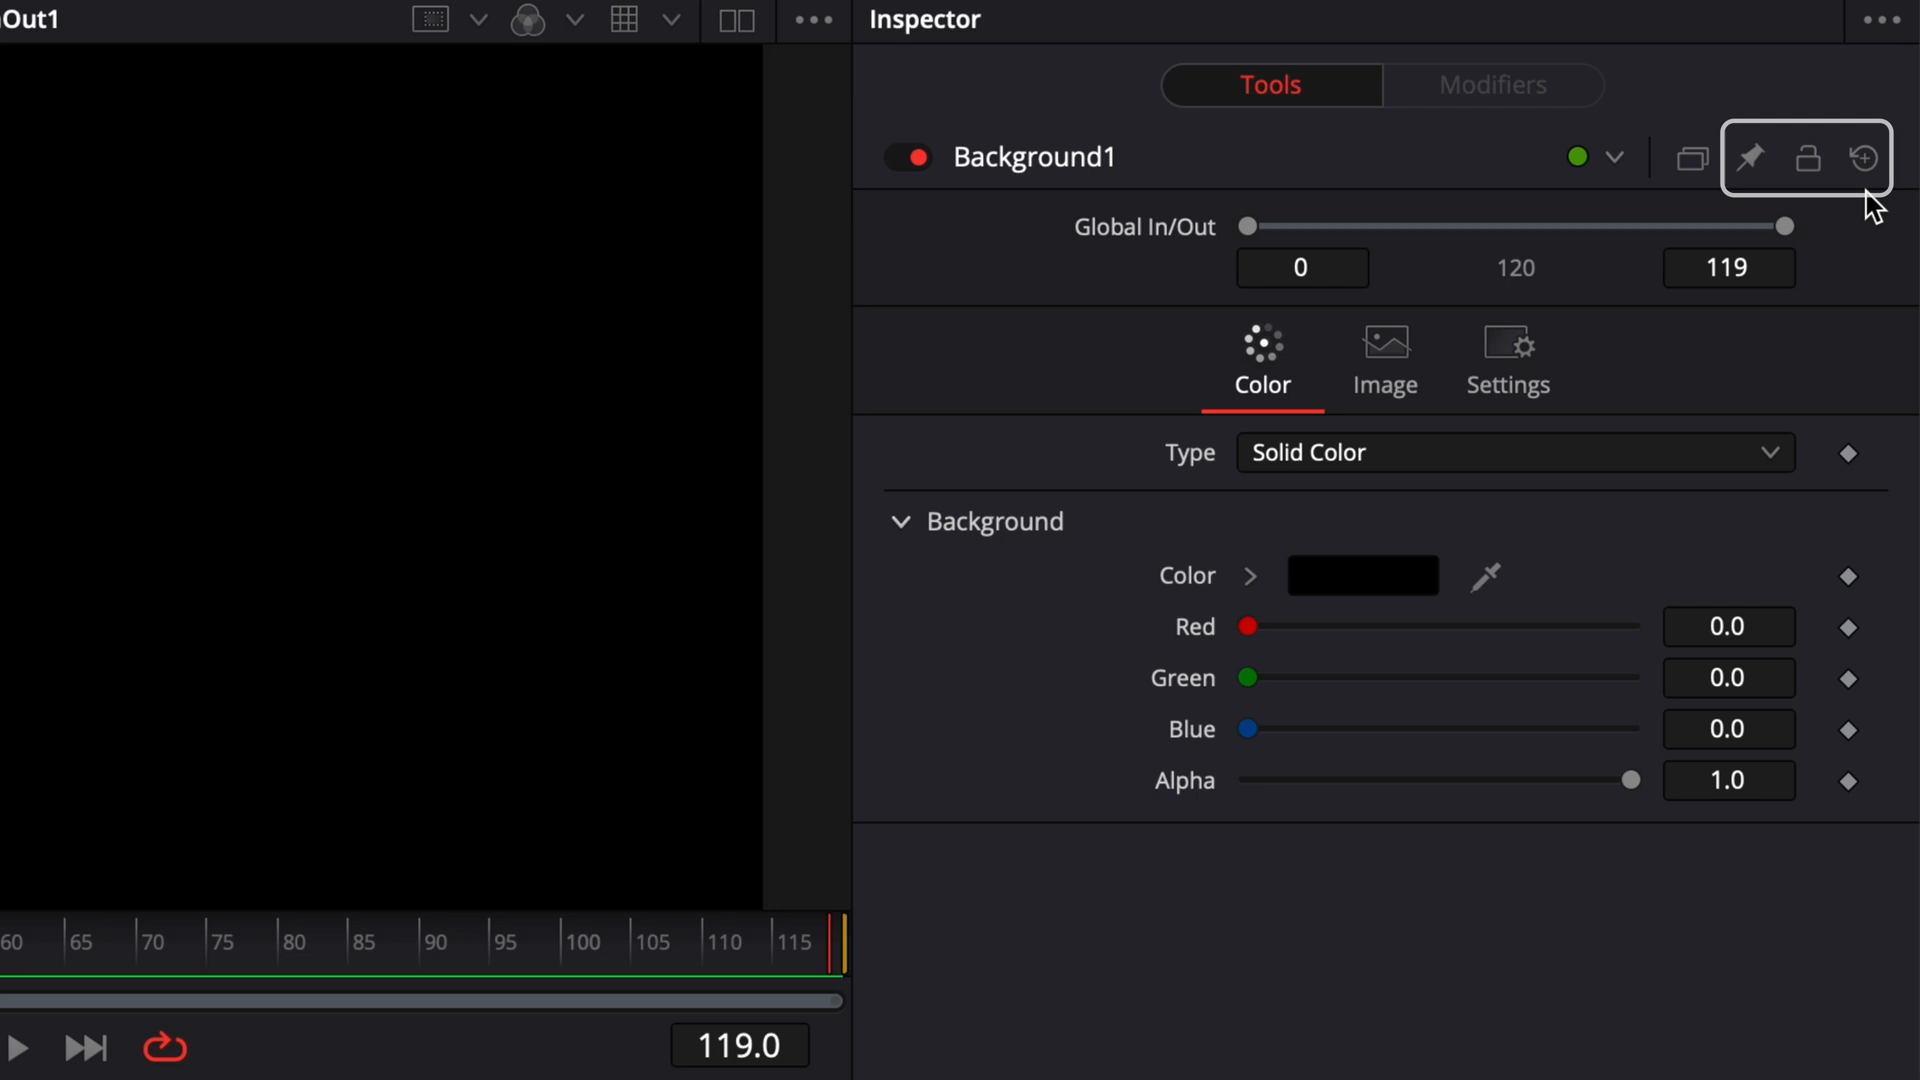 Out1
Inspector
Tools
Modifiers
Background1
Global In/Out
0
120
119
Color
Image
Settings
Type
Solid Color
Background
Color
Red
0.0
Green
0.0
Blue
0.0
Alpha
1.0
60 65 70 75 80 85 90 95 100 105 110 115
119.0